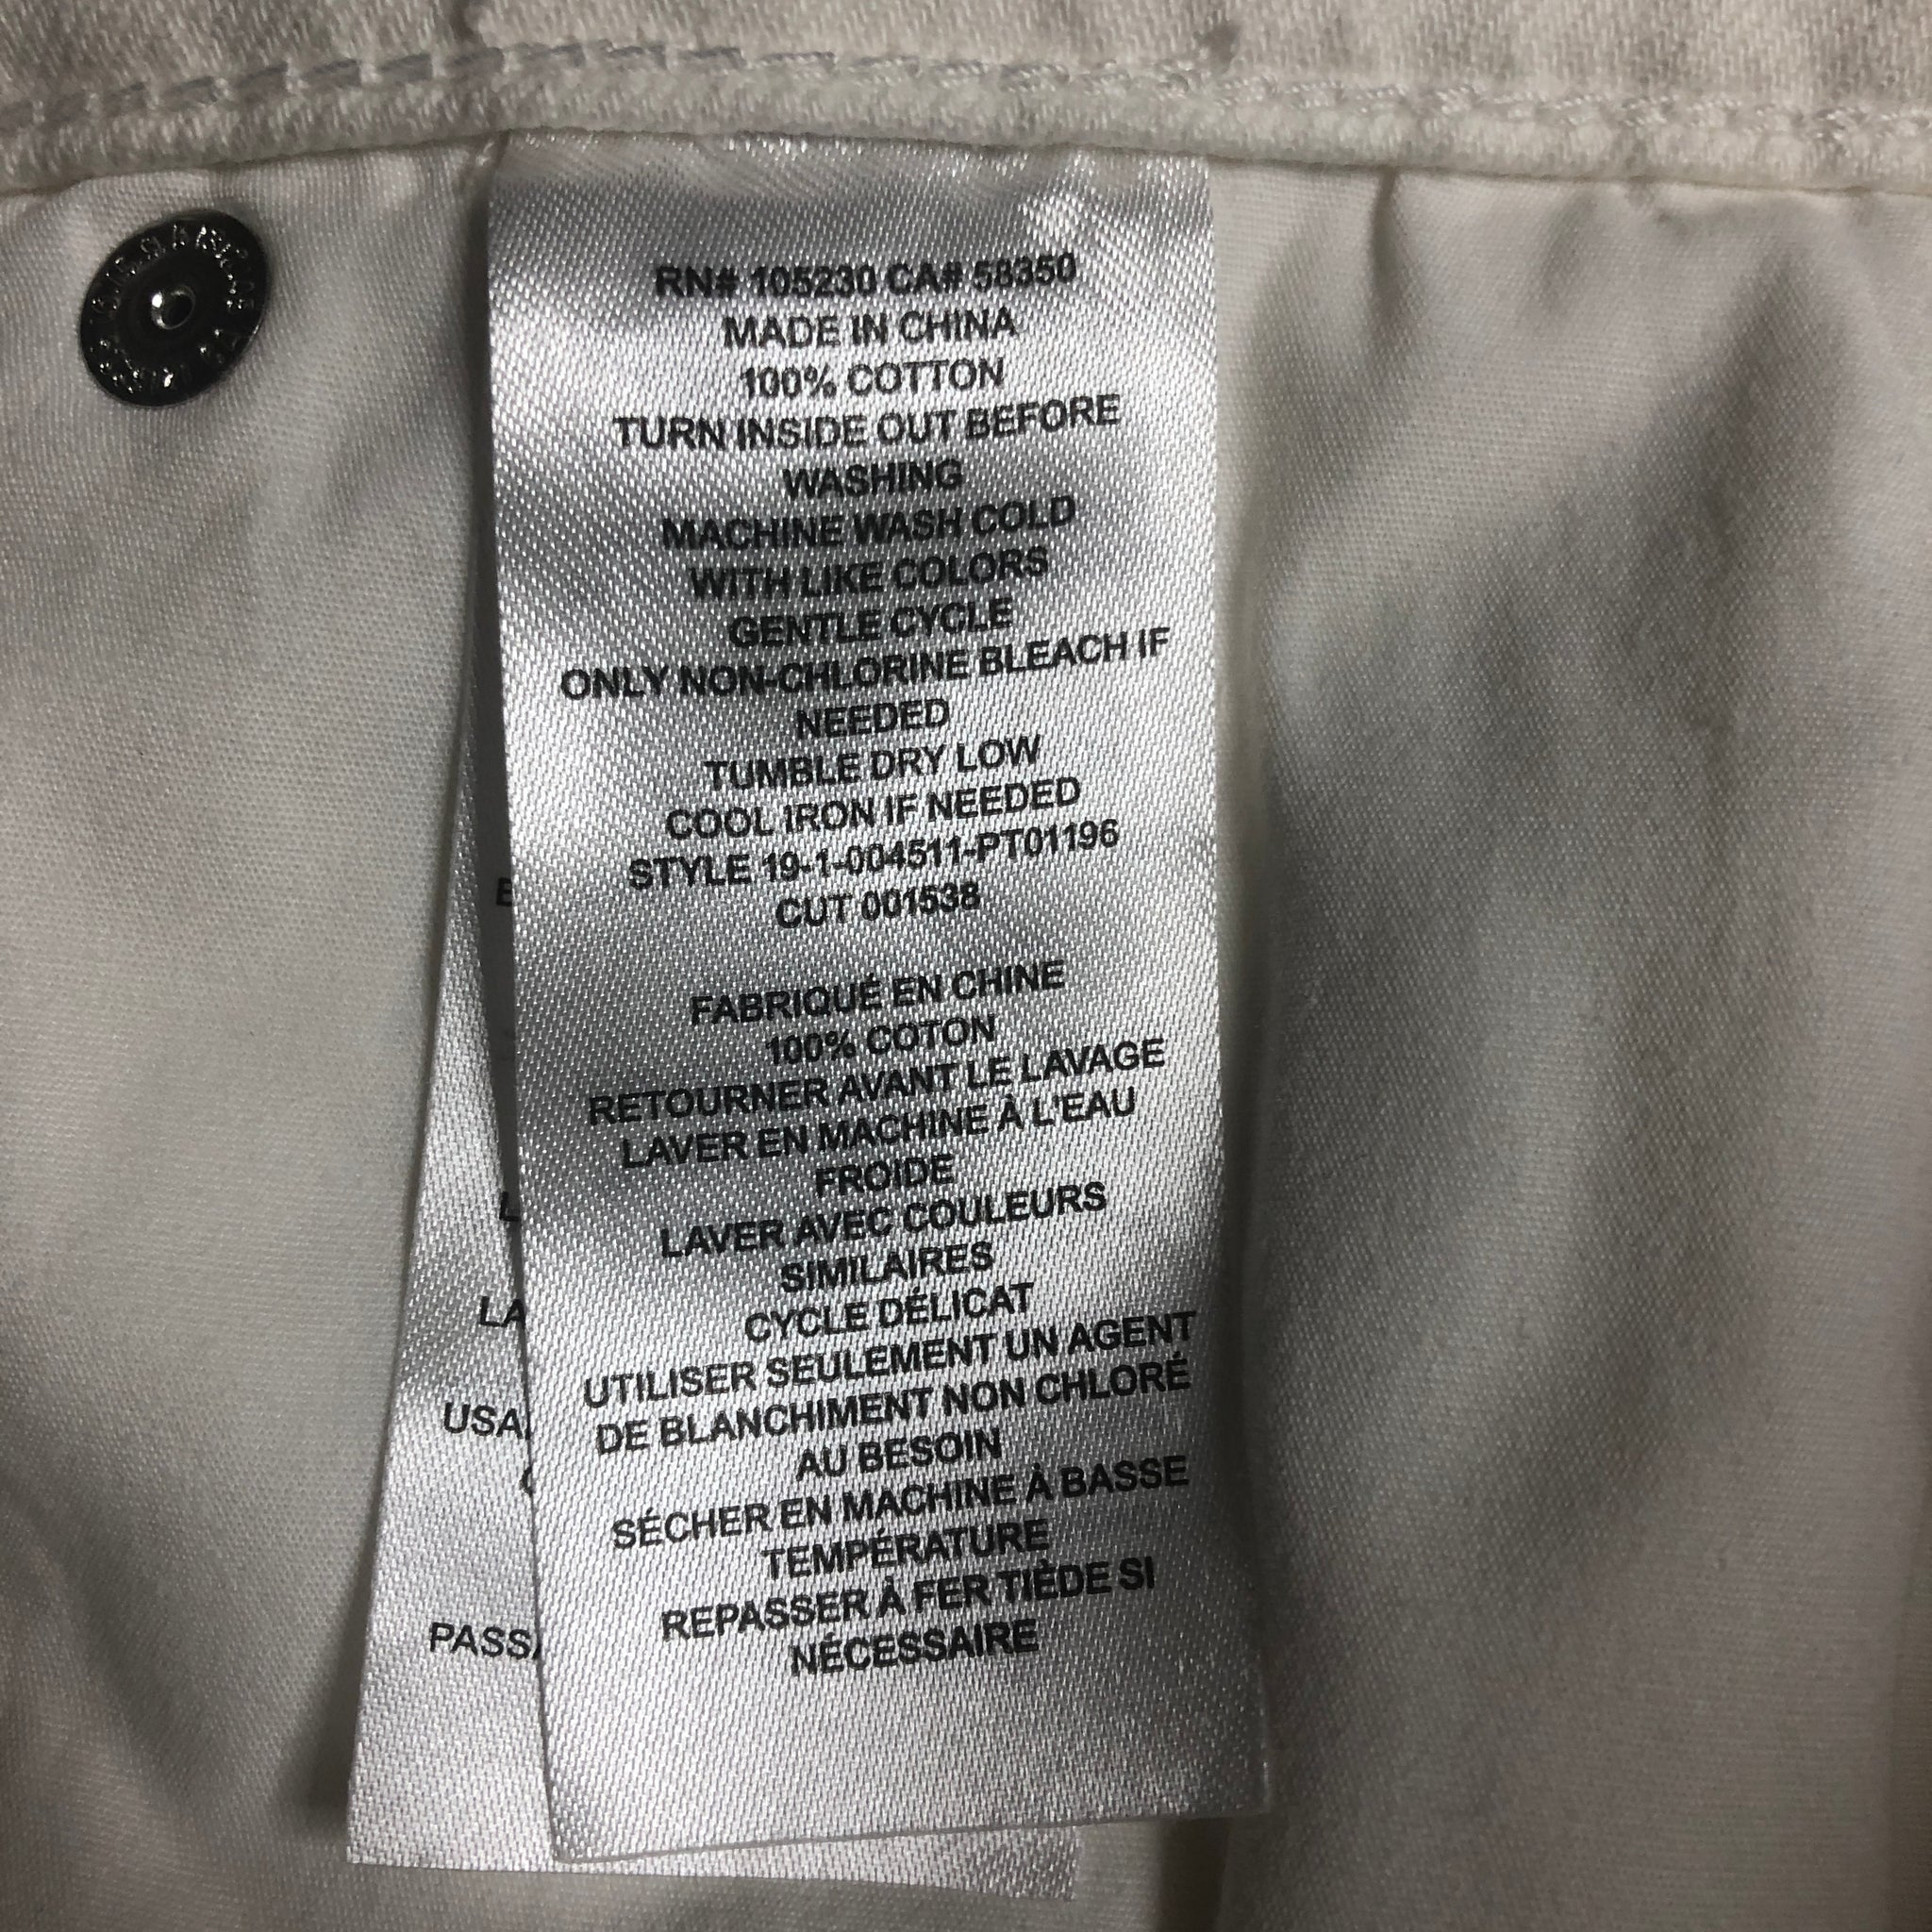 RN# 105230 CA# 58350
MADE IN CHINA
100% COTTON
TURN INSIDE OUT BEFORE
WASHING
MACHINE WASH COLD
WITH LIKE COLORS
GENTLE CYCLE
ONLY NON-CHLORINE BLEACH IF
NEEDED
TUMBLE DRY LOW
COOL IRON IF NEEDED
STYLE 19-1-004511-PT01196
CUT 001538
FABRIQUÉ EN CHINE
100% COTON
RETOURNER AVANT LE LAVAGE
LAVER EN MACHINE À L'EAU
FROIDE
LAVER AVEC COULEURS
SIMILAIRES
CYCLE DÉLICAT
UTILISER SEULEMENT UN AGENT
DE BLANCHIMENT NON CHLORÉ
AU BESOIN
SÉCHER EN MACHINE À BASSE
TEMPÉRATURE
REPASSER À FER TIÈDE SI
NÉCESSAIRE
LA
USA
PASS